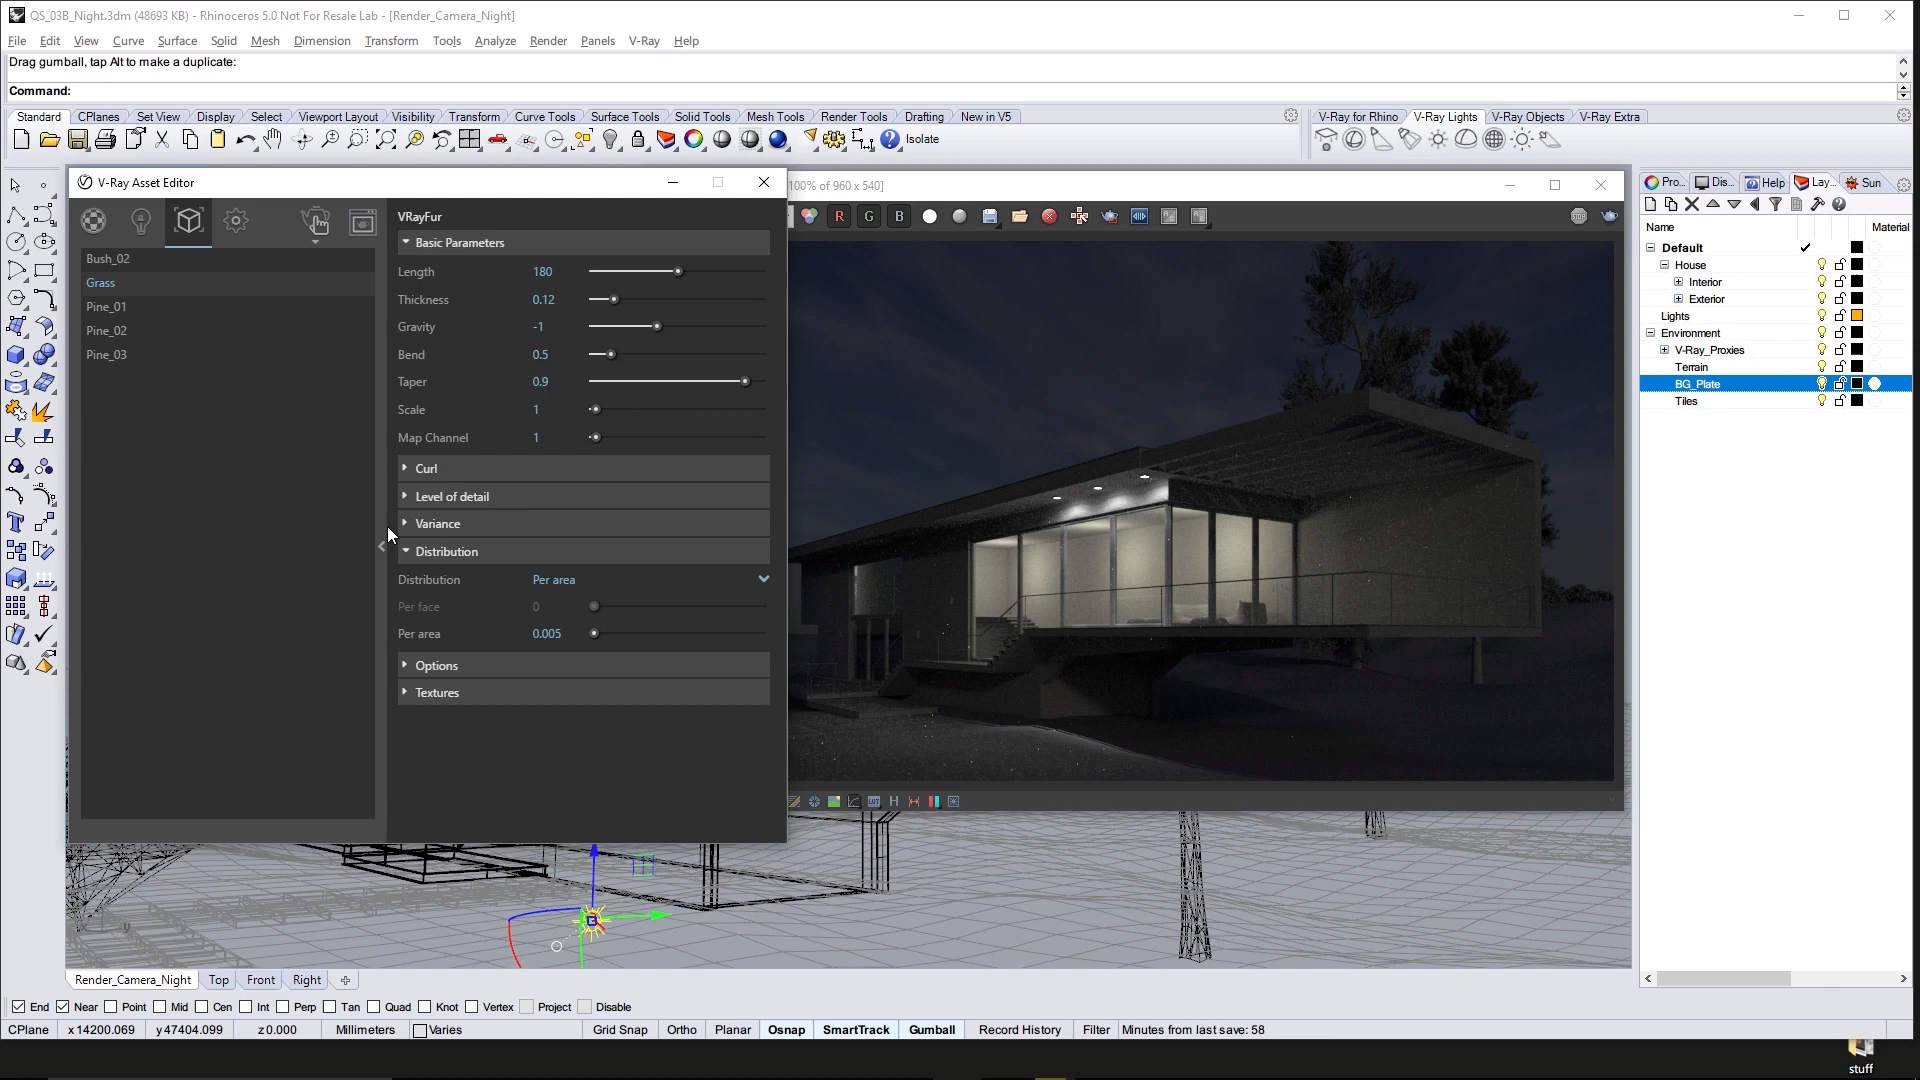 QS_03B_Night.3dm (48693 KB) - Rhinoceros 5.0 Not For Resale Lab - [Render_Camera_Night]
File Edit View Curve Surface Solid Mesh Dimension Transform Tools Analyze Render Panels V-Ray Help
Drag gumball, tap Alt to make a duplicate:
Command:
Standard CPlanes Set View Display Select Viewport Layout Visibility Transform Curve Tools Surface Tools Solid Tools Mesh Tools Render Tools Drafting New in V5
V-Ray for Rhino V-Ray Lights V-Ray Objects V-Ray Extra
Isolate
V-Ray Asset Editor
100% of 960 x 540]
Pro... Dis... Help Lay... Sun
R G B
VRayFur
Name Material
Basic Parameters
Bush_02
Grass
Pine_01
Pine_02
Pine_03
Length 180
Thickness 0.12
Gravity -1
Bend 0.5
Taper 0.9
Scale 1
Map Channel 1
Curl
Level of detail
Variance
Distribution
Distribution Per area
Per face 0
Per area 0.005
Options
Textures
Default
House
Interior
Exterior
Lights
Environment
V-Ray_Proxies
Terrain
BG_Plate
Tiles
Render_Camera_Night Top Front Right
End Near Point Mid Cen Int Perp Tan Quad Knot Vertex Project Disable
CPlane x 14200.069 y 47404.099 z 0.000 Millimeters Varies Grid Snap Ortho Planar Osnap SmartTrack Gumball Record History Filter Minutes from last save: 58
stuff